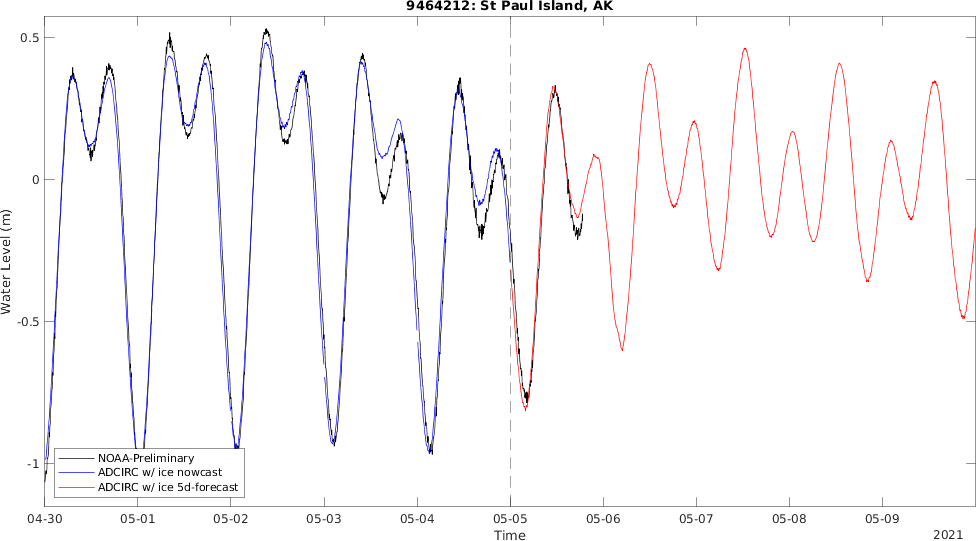 9464212: St Paul Island, AK
0.5
0
-0.5
-1
Water Level (m)
NOAA-Preliminary
ADCIRC w/ ice nowcast
ADCIRC w/ ice 5d-forecast
04-30 05-01 05-02 05-03 05-04 05-05 05-06 05-07 05-08 05-09
Time
2021